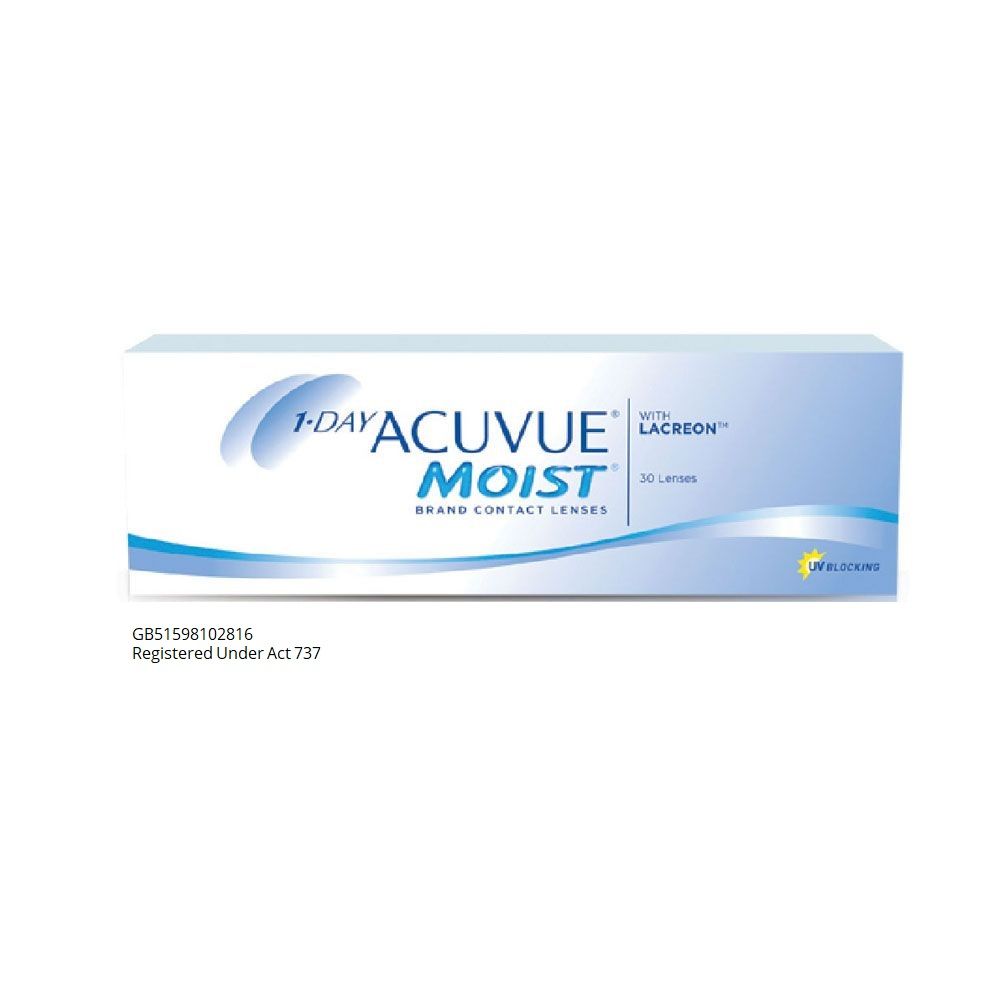 1·DAY ACUVUE®
MOIST®
BRAND CONTACT LENSES
WITH
LACREON™
30 Lenses
UV BLOCKING
GB51598102816
Registered Under Act 737